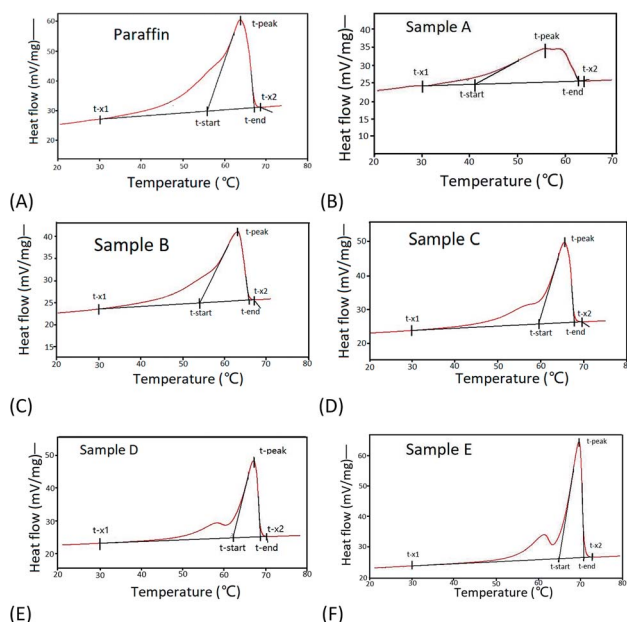 Heat flow (mV/mg)—
60
50
40
30
20
Paraffin
t-peak
t-x1
t-start
t-end
t-x2
20
30
40
50
60
70
80
Temperature (℃)
(A)
Heat flow (mV/mg)—
40
35
30
25
20
15
Sample A
t-peak
t-x1
t-x2
t-end
t-start
20
30
40
50
60
70
Temperature (℃)
(B)
Heat flow (mV/mg)—
40
35
30
25
20
15
Sample B
t-peak
t-x1
t-x2
t-start
t-end
20
30
40
50
60
70
80
Temperature (℃)
(C)
Heat flow (mV/mg)—
50
40
30
20
Sample C
t-peak
t-x1
t-x2
t-start
t-end
20
30
40
50
60
70
80
Temperature (℃)
(D)
Heat flow (mV/mg)—
50
40
30
20
Sample D
t-peak
t-x1
t-x2
t-start
t-end
20
30
40
50
60
70
80
Temperature (℃)
(E)
Heat flow (mV/mg)—
60
50
40
30
20
Sample E
t-peak
t-x1
t-x2
t-start
t-end
20
30
40
50
60
70
80
Temperature (℃)
(F)